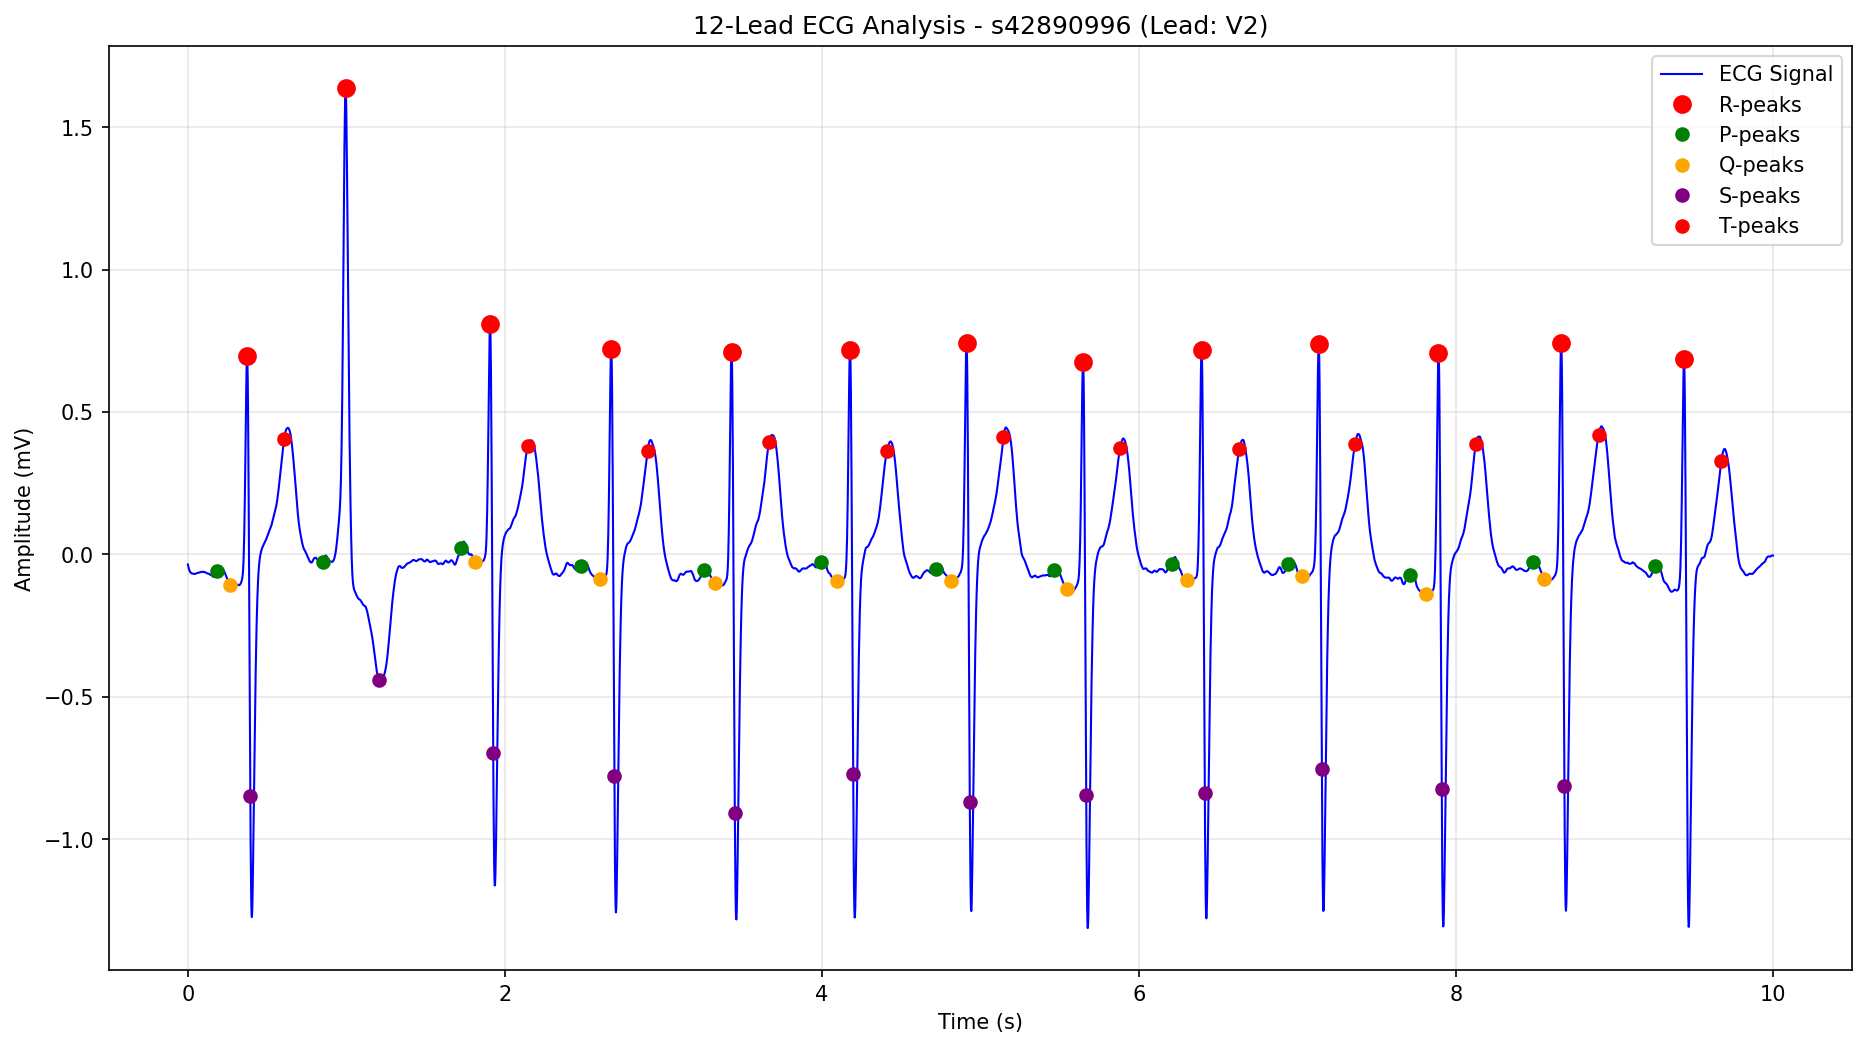 12-Lead ECG Analysis - s42890996 (Lead: V2)
ECG Signal
R-peaks
P-peaks
Q-peaks
S-peaks
T-peaks
Amplitude (mV)
1.5
1.0
0.5
0.0
−0.5
−1.0
0
2
4
6
8
10
Time (s)